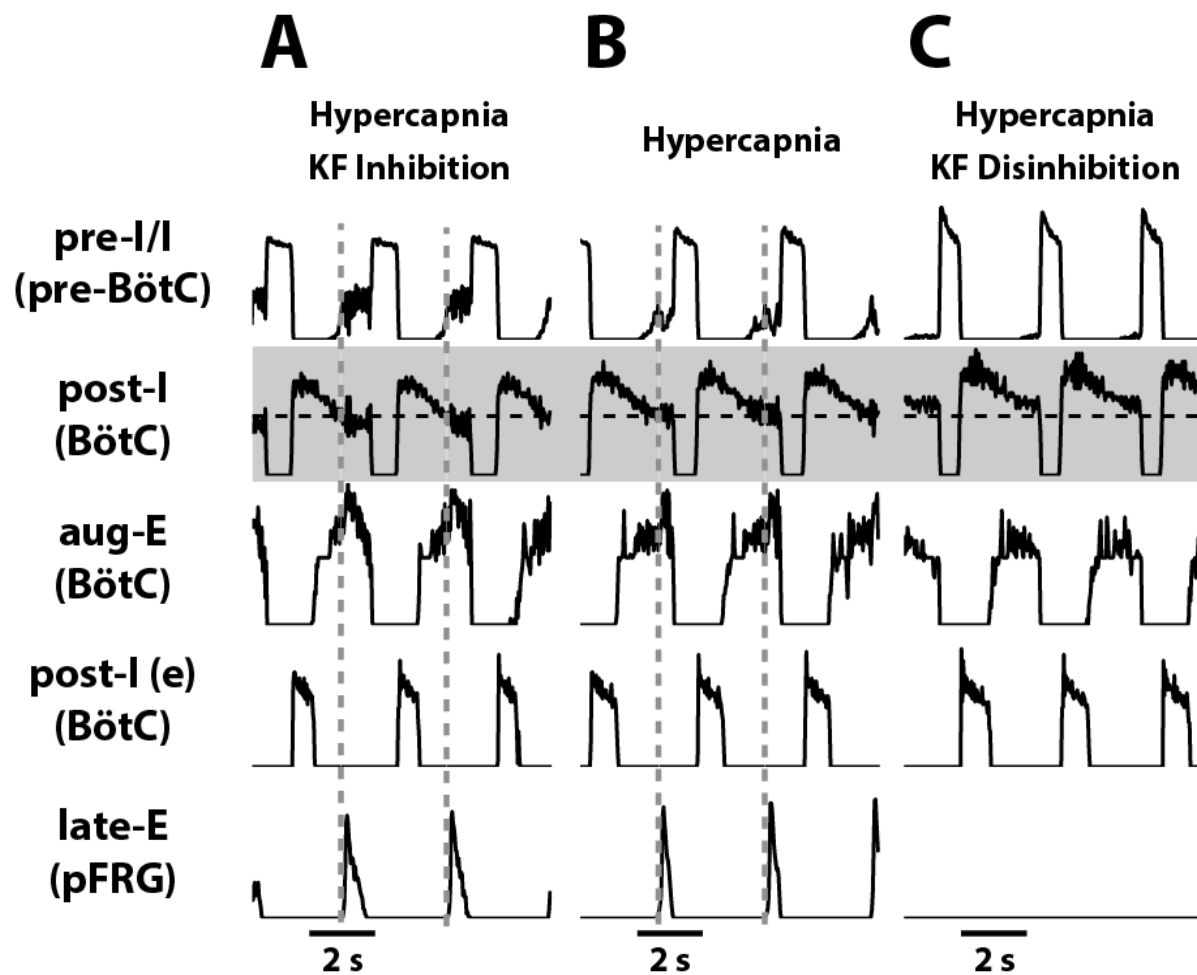 A
B
C
Hypercapnia
KF Inhibition
Hypercapnia
Hypercapnia
KF Disinhibition
pre-I/I
(pre-BötC)
post-I
(BötC)
aug-E
(BötC)
post-I (e)
(BötC)
late-E
(pFRG)
2 s
2 s
2 s